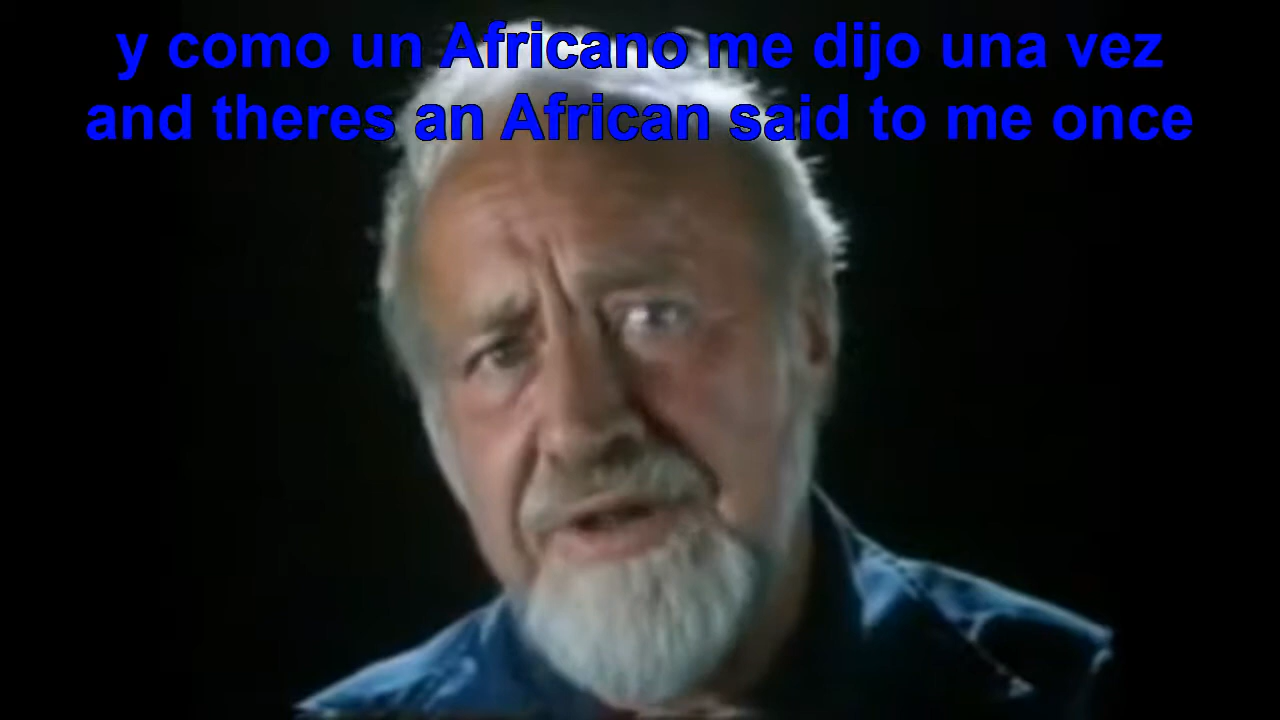 y como un Africano me dijo una vez
and theres an African said to me once